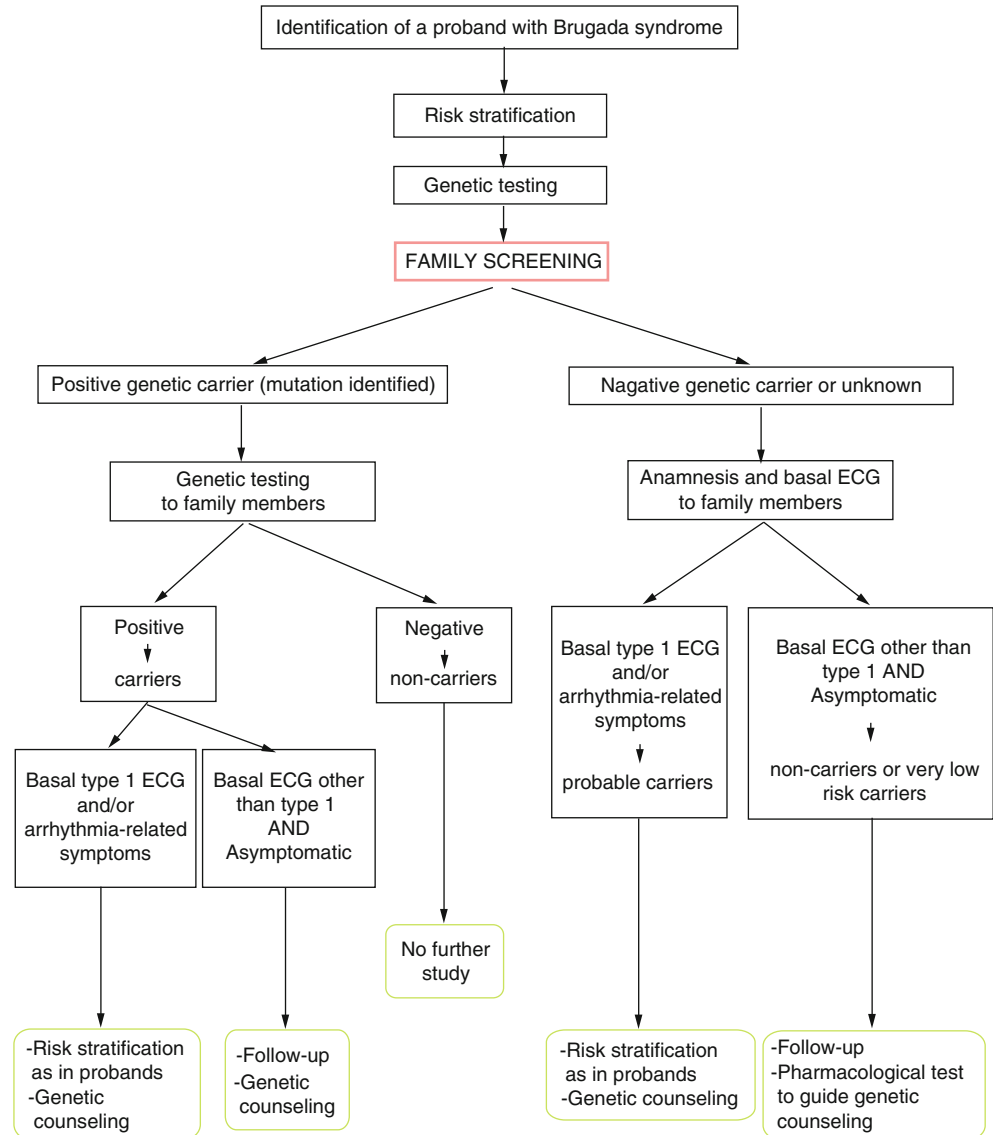 Identification of a proband with Brugada syndrome
Risk stratification
Genetic testing
FAMILY SCREENING
Positive genetic carrier (mutation identified)
Nagative genetic carrier or unknown
Genetic testing
to family members
Anamnesis and basal ECG
to family members
Positive
carriers
Negative
non-carriers
Basal type 1 ECG
and/or
arrhythmia-related
symptoms
probable carriers
Basal ECG other than
type 1 AND
Asymptomatic
non-carriers or very low
risk carriers
Basal type 1 ECG
and/or
arrhythmia-related
symptoms
Basal ECG other
than type 1
AND
Asymptomatic
No further
study
-Risk stratification
as in probands
-Genetic
counseling
-Follow-up
-Genetic
counseling
-Risk stratification
as in probands
-Genetic counseling
-Follow-up
-Pharmacological test
to guide genetic
counseling